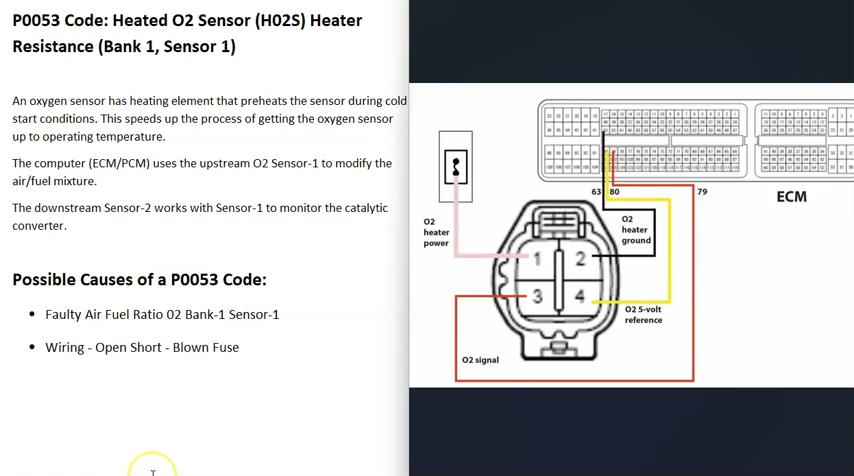 P0053 Code: Heated O2 Sensor (H02S) Heater
Resistance (Bank 1, Sensor 1)
An oxygen sensor has heating element that preheats the sensor during cold
start conditions. This speeds up the process of getting the oxygen sensor
up to operating temperature.
The computer (ECM/PCM) uses the upstream O2 Sensor-1 to modify the
air/fuel mixture.
The downstream Sensor-2 works with Sensor-1 to monitor the catalytic
converter.
Possible Causes of a P0053 Code:
Faulty Air Fuel Ratio 02 Bank-1 Sensor-1
Wiring - Open Short - Blown Fuse
63
80
79
ECM
O2
heater
power
O2
heater
ground
1
2
3
4
O2 5-volt
reference
O2 signal